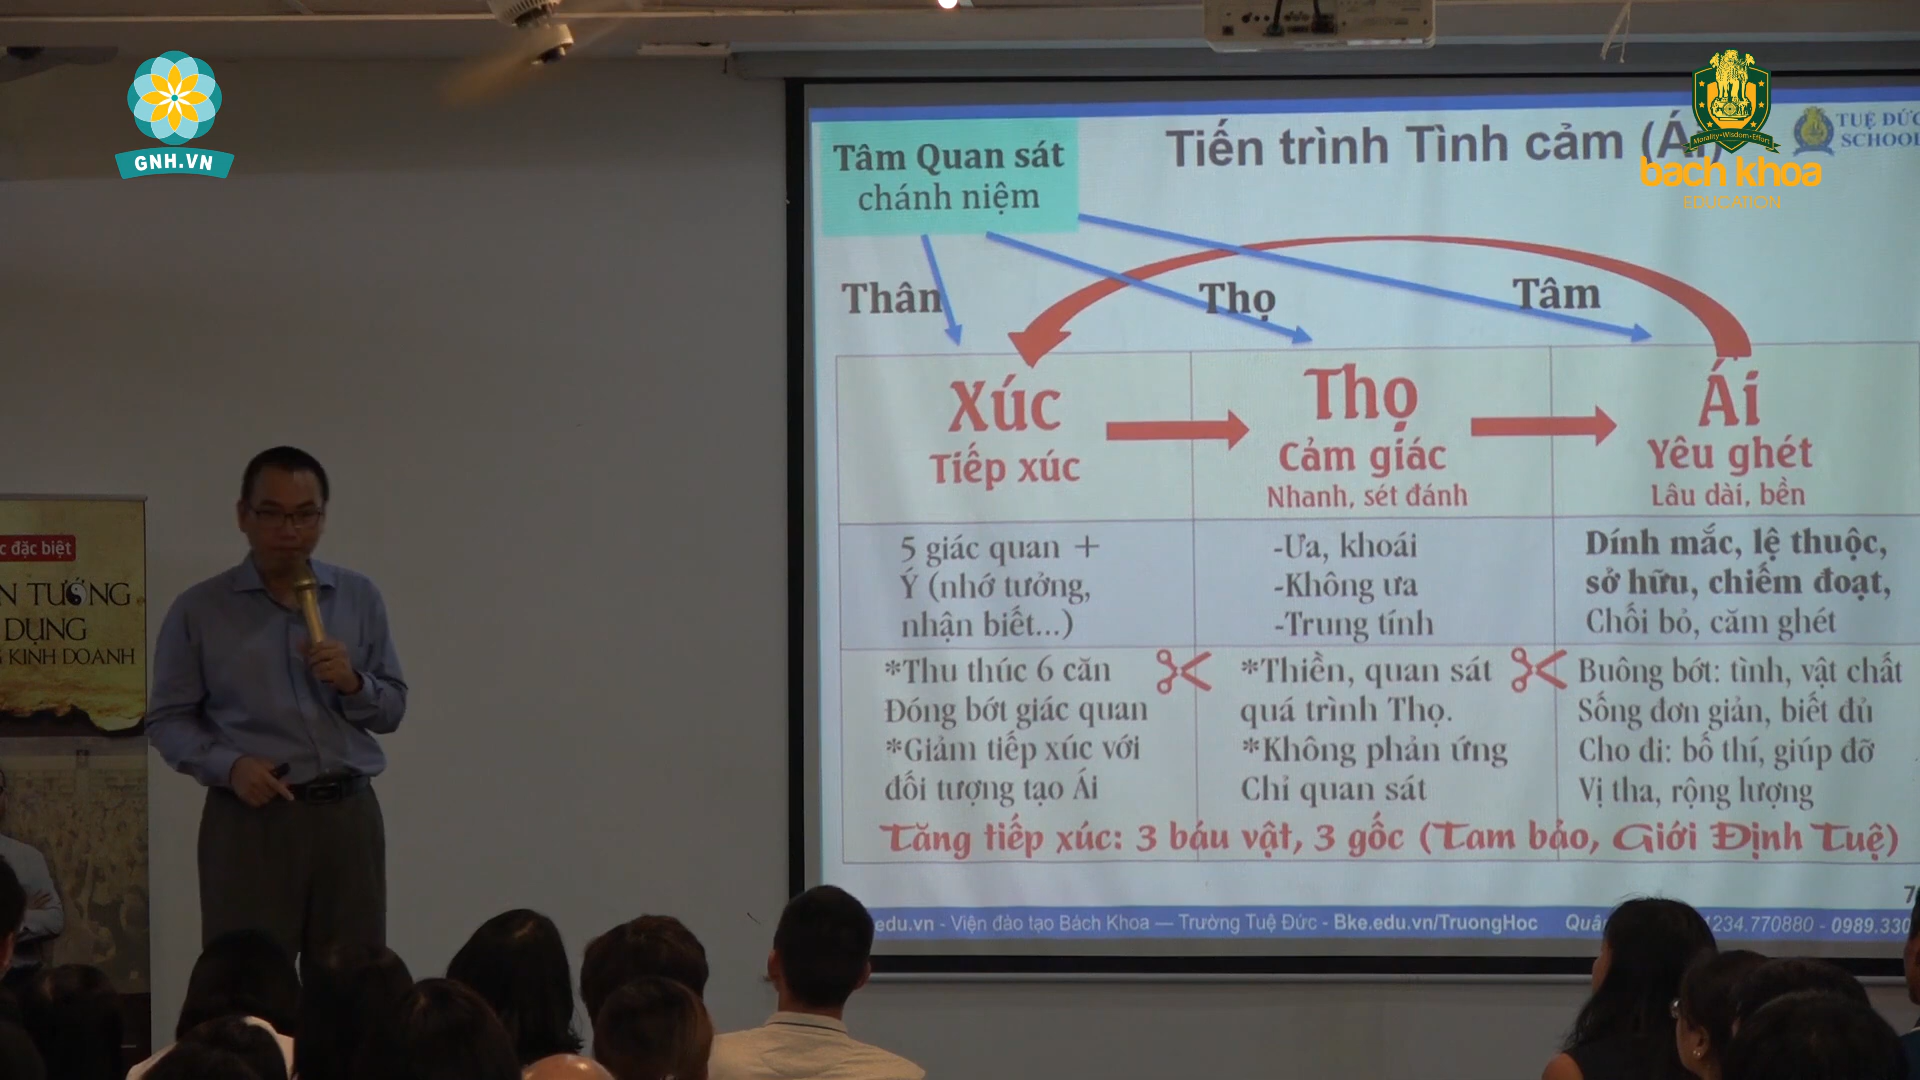 GNH.VN
Tâm Quan sát
chánh niệm
Tiến trình Tình cảm (Ái)
TUỆ ĐỨC
SCHOOL
Morality • Wisdom • Effort
bach khoa
EDUCATION
Thân
Thọ
Tâm
Xúc
Tiếp xúc
Thọ
Cảm giác
Nhanh, sét đánh
Ái
Yêu ghét
Lâu dài, bền
5 giác quan +
Ý (nhớ tưởng,
nhận biết...)
-Ưa, khoái
-Không ưa
-Trung tính
Dính mắc, lệ thuộc,
sở hữu, chiếm đoạt,
Chối bỏ, căm ghét
*Thu thúc 6 căn
Đóng bớt giác quan
*Giảm tiếp xúc với
đối tượng tạo Ái
*Thiền, quan sát
quá trình Thọ.
*Không phản ứng
Chỉ quan sát
Buông bớt: tình, vật chất
Sống đơn giản, biết đủ
Cho đi: bố thí, giúp đỡ
Vị tha, rộng lượng
Tăng tiếp xúc: 3 báu vật, 3 gốc (Tam bảo, Giới Định Tuệ)
edu.vn - Viện đào tạo Bách Khoa — Trường Tuệ Đức - Bke.edu.vn/TruongHoc 234.770880 - 0989.330
c đặc biệt
N TƯỚNG
DỤNG
KINH DOANH